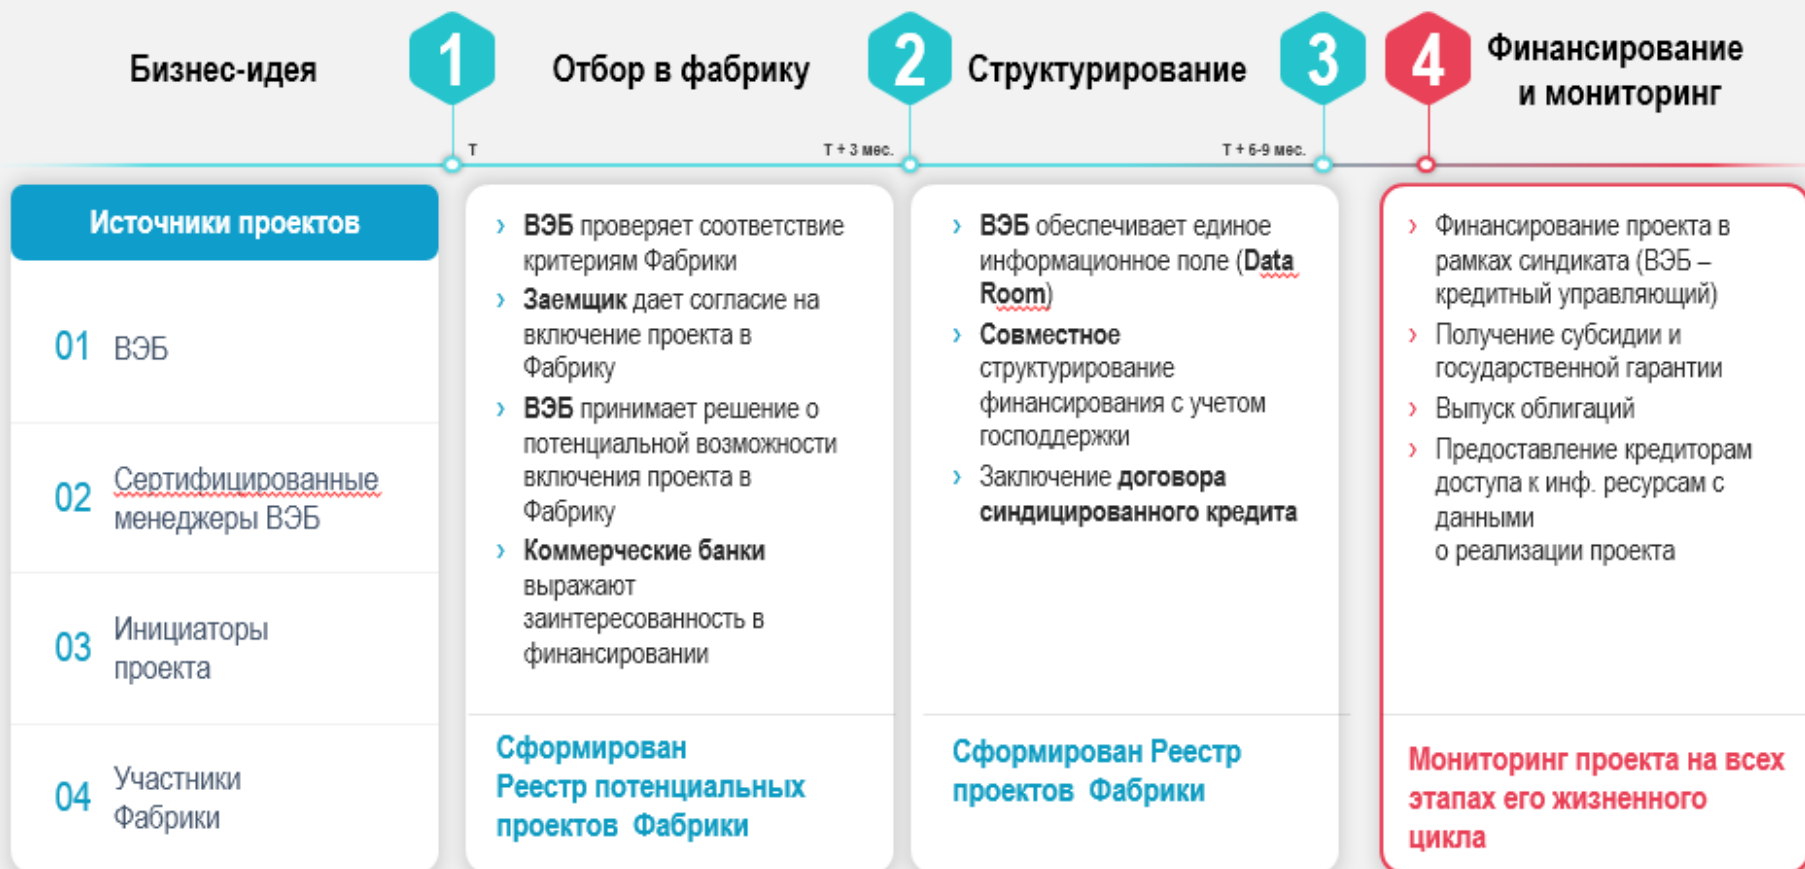 Бизнес-идея
1
Отбор в фабрику
2
Структурирование
3
4
Финансирование
и мониторинг
T
T + 3 мес.
T + 6-9 мес.
Источники проектов
01 ВЭБ
02 Сертифицированные
менеджеры ВЭБ
03 Инициаторы
проекта
04 Участники
Фабрики
› ВЭБ проверяет соответствие
критериям Фабрики
› Заемщик дает согласие на
включение проекта в
Фабрику
› ВЭБ принимает решение о
потенциальной возможности
включения проекта в
Фабрику
› Коммерческие банки
выражают
заинтересованность в
финансировании
Сформирован
Реестр потенциальных
проектов Фабрики
› ВЭБ обеспечивает единое
информационное поле (Data
Room)
› Совместное
структурирование
финансирования с учетом
господдержки
› Заключение договора
синдицированного кредита
Сформирован Реестр
проектов Фабрики
› Финансирование проекта в
рамках синдиката (ВЭБ –
кредитный управляющий)
› Получение субсидии и
государственной гарантии
› Выпуск облигаций
› Предоставление кредиторам
доступа к инф. ресурсам с
данными
о реализации проекта
Мониторинг проекта на всех
этапах его жизненного
цикла